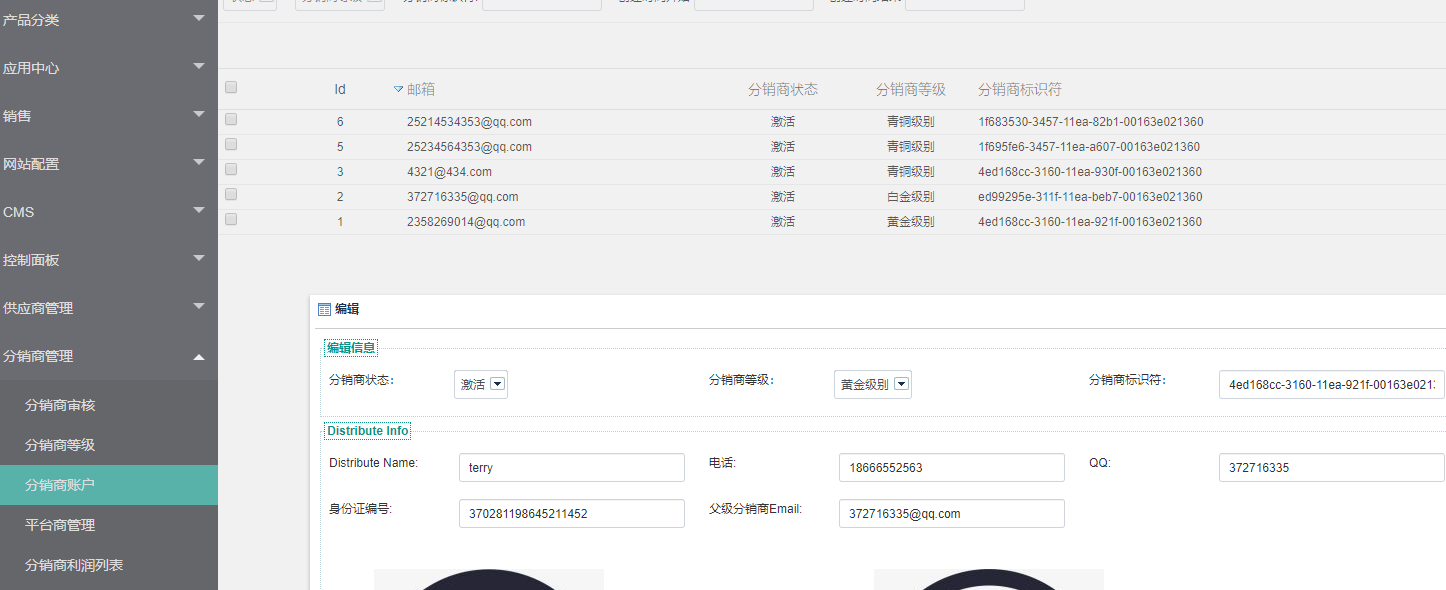 产品分类
应用中心
销售
网站配置
CMS
控制面板
供应商管理
分销商管理
分销商审核
分销商等级
分销商账户
平台商管理
分销商利润列表
Id 邮箱 分销商状态 分销商等级 分销商标识符
6 25214534353@qq.com 激活 青铜级别 1f683530-3457-11ea-82b1-00163e021360
5 25234564353@qq.com 激活 青铜级别 1f695fe6-3457-11ea-a607-00163e021360
3 4321@434.com 激活 青铜级别 4ed168cc-3160-11ea-930f-00163e021360
2 372716335@qq.com 激活 白金级别 ed99295e-311f-11ea-beb7-00163e021360
1 2358269014@qq.com 激活 黄金级别 4ed168cc-3160-11ea-921f-00163e021360
编辑
编辑信息
分销商状态: 激活 分销商等级: 黄金级别 分销商标识符: 4ed168cc-3160-11ea-921f-00163e021
Distribute Info
Distribute Name: terry 电话: 18666552563 QQ: 372716335
身份证编号: 370281198645211452 父级分销商Email: 372716335@qq.com